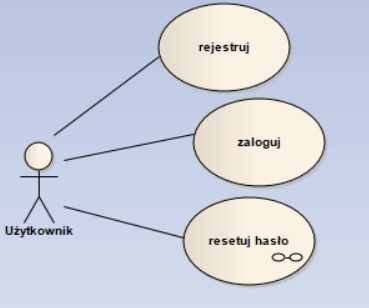 rejestruj
zaloguj
Użytkownik
resetuj hasło